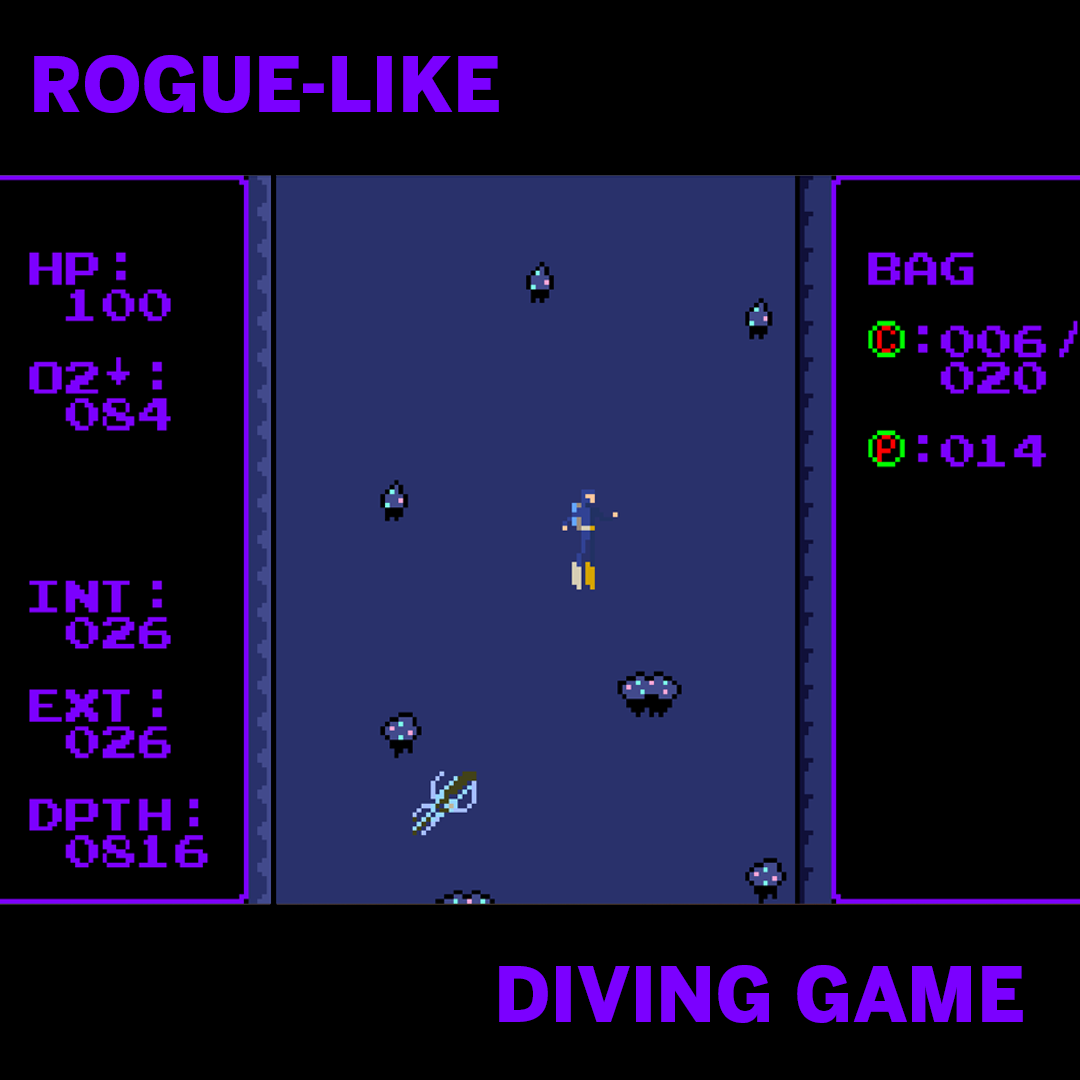 ROGUE-LIKE
HP:
100
O2↓:
084
INT:
026
EXT:
026
DPTH:
0816
BAG
C:006/
020
P:014
DIVING GAME